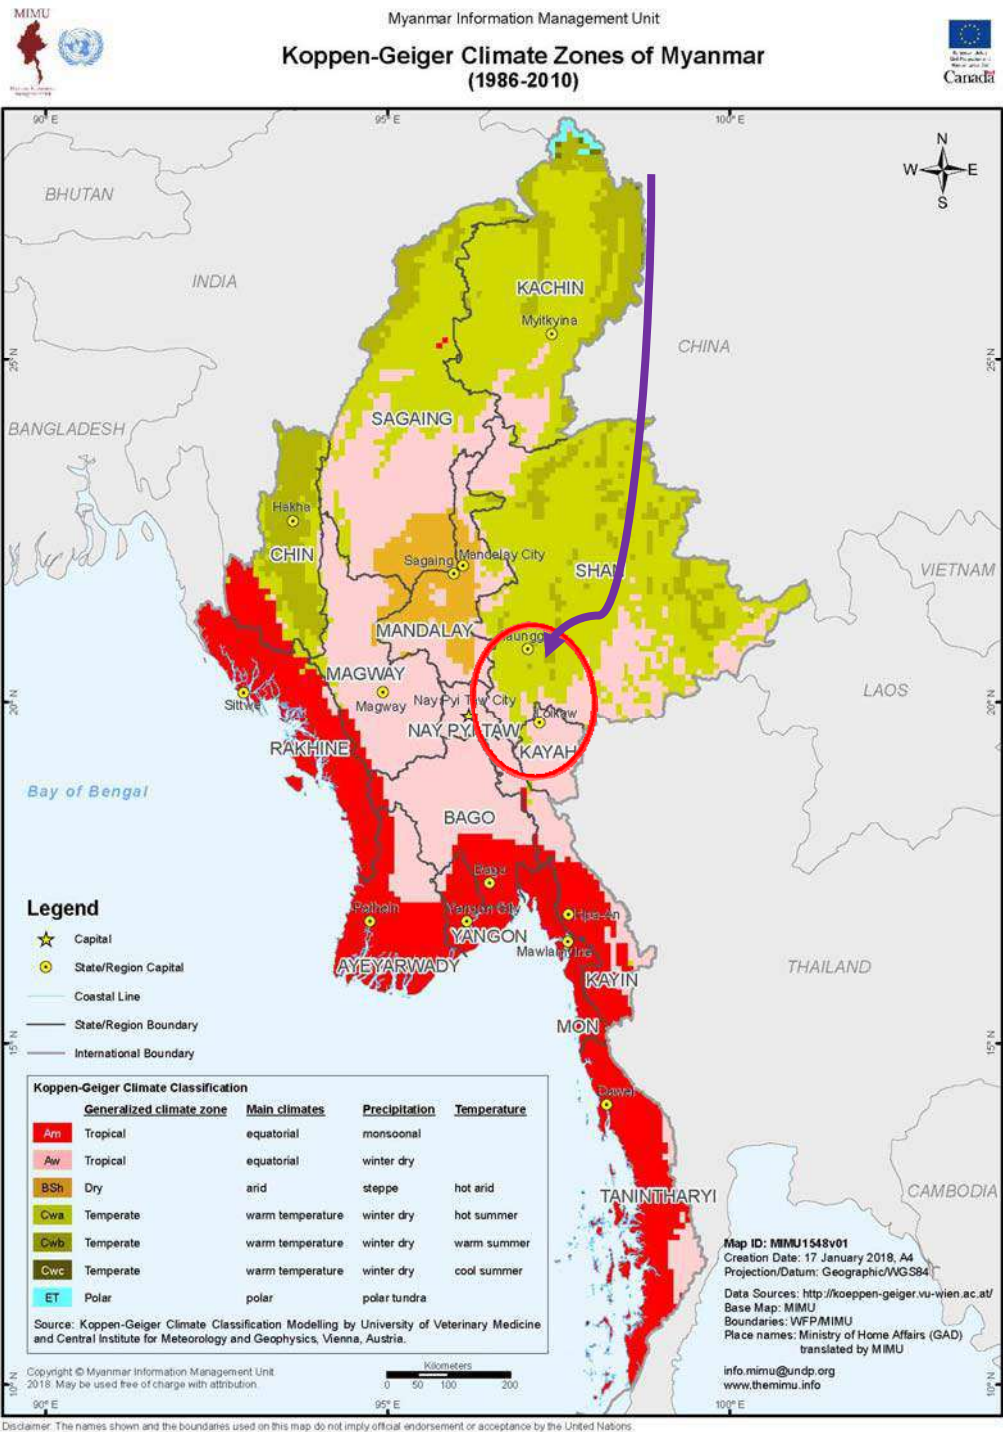 MIMU
Myanmar Information Management Unit
Koppen-Geiger Climate Zones of Myanmar
(1986-2010)
Canada
90° E
95° E
100° E
N
W
E
S
BHUTAN
INDIA
KACHIN
Myitkyina
CHINA
25° N
25° N
SAGAING
BANGLADESH
Hakha
CHIN
Sagaing
Mandalay City
SHAN
VIETNAM
MANDALAY
MAGWAY
Magway
Nay Pyi Taw City
Loikaw
LAOS
20° N
20° N
Sittwe
NAY PYI TAW
RAKHINE
KAYAH
Bay of Bengal
BAGO
Bago
Pathein
Yangon City
Hpa-An
YANGON
Mawlamyine
AYEYARWADY
KAYIN
THAILAND
MON
15° N
15° N
Dawei
TANINTHARYI
CAMBODIA
Legend
Capital
State/Region Capital
Coastal Line
State/Region Boundary
International Boundary
Koppen-Geiger Climate Classification
Generalized climate zone Main climates Precipitation Temperature
Am Tropical equatorial monsoonal
Aw Tropical equatorial winter dry
BSh Dry arid steppe hot arid
Cwa Temperate warm temperature winter dry hot summer
Cwb Temperate warm temperature winter dry warm summer
Cwc Temperate warm temperature winter dry cool summer
ET Polar polar polar tundra
Source: Koppen-Geiger Climate Classification Modelling by University of Veterinary Medicine
and Central Institute for Meteorology and Geophysics, Vienna, Austria.
Map ID: MIMU1548v01
Creation Date: 17 January 2018, A4
Projection/Datum: Geographic/WGS84
Data Sources: http://koeppen-geiger.vu-wien.ac.at/
Base Map: MIMU
Boundaries: WFP/MIMU
Place names: Ministry of Home Affairs (GAD)
translated by MIMU
info.mimu@undp.org
www.themimu.info
Copyright © Myanmar Information Management Unit
2018. May be used free of charge with attribution.
Kilometers
0 50 100 200
10° N
10° N
90° E
95° E
100° E
Disclaimer: The names shown and the boundaries used on this map do not imply official endorsement or acceptance by the United Nations.